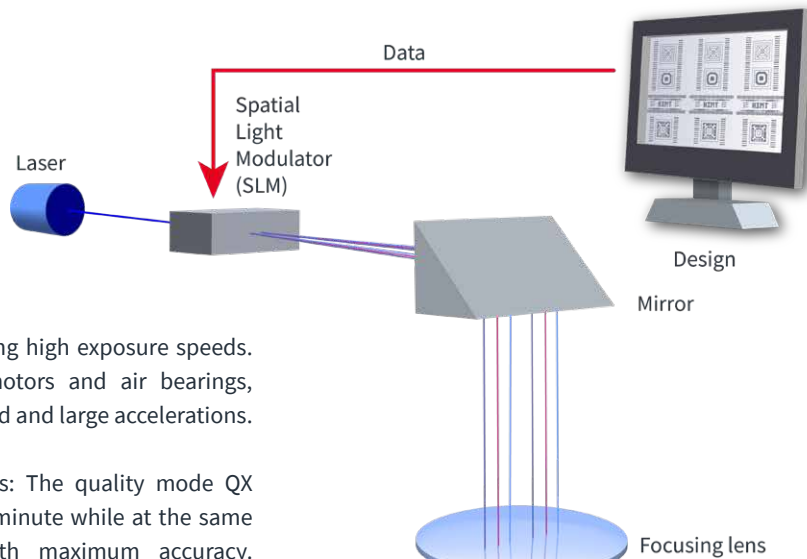 Data
Spatial
Light
Modulator
(SLM)
Laser
Design
Mirror
ng high exposure speeds.
notors and air bearings,
d and large accelerations.
s: The quality mode QX
minute while at the same
th maximum accuracy.
Focusing lens